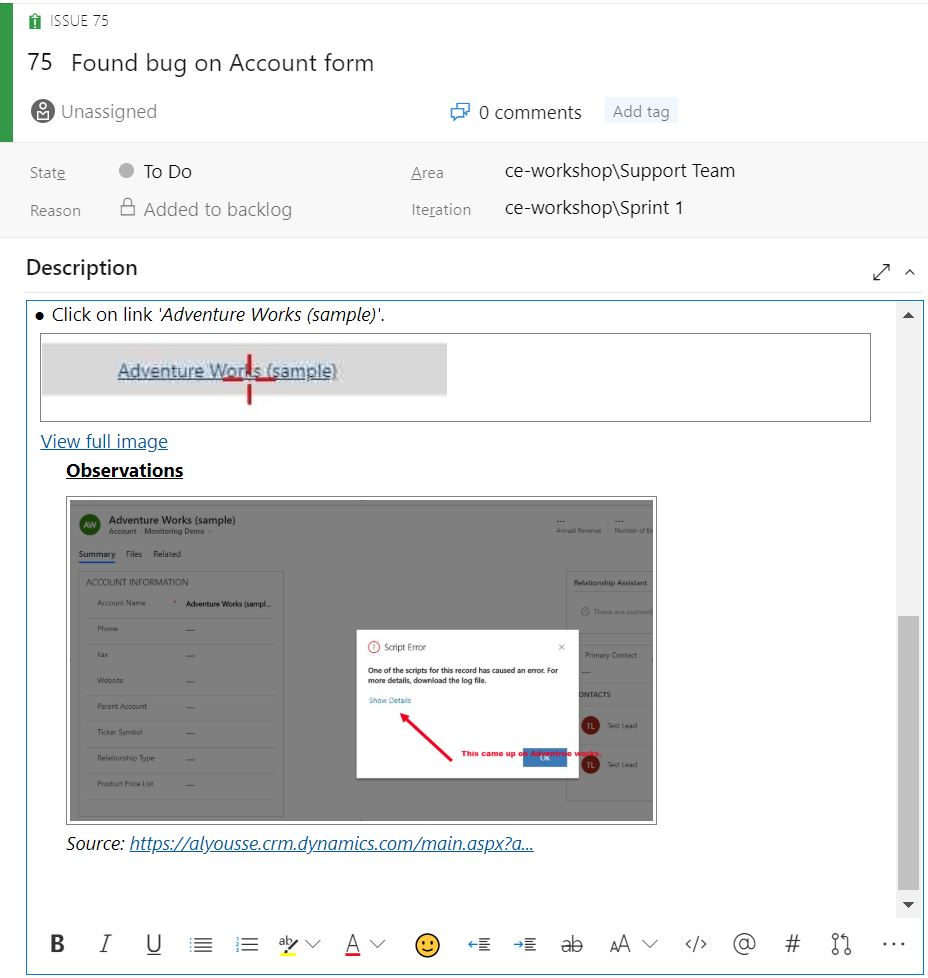 ISSUE 75
75 Found bug on Account form
Unassigned
0 comments
Add tag
State
To Do
Area
ce-workshop\Support Team
Reason
Added to backlog
Iteration
ce-workshop\Sprint 1
Description
Click on link 'Adventure Works (sample)'.
Adventure Works (sample)
View full image
Observations
AW
Adventure Works (sample)
Account - Monitoring Demo
Annual Revenue
Number of
Summary Files Related
ACCOUNT INFORMATION
Account Name * Adventure Works (sampl...
Phone ---
Fax ---
Website ---
Parent Account ---
Ticker Symbol ---
Relationship Type ---
Product Price List ---
Relationship Assistant
There are current
Primary Contact
---
ONTACTS
TL Test Lead
TL Test Lead
Script Error
One of the scripts for this record has caused an error. For
more details, download the log file.
Show Details
This came up on Adventrue works.
OK
Source: https://alyousse.crm.dynamics.com/main.aspx?a...
B I U ab A ab AA </> @ # ...